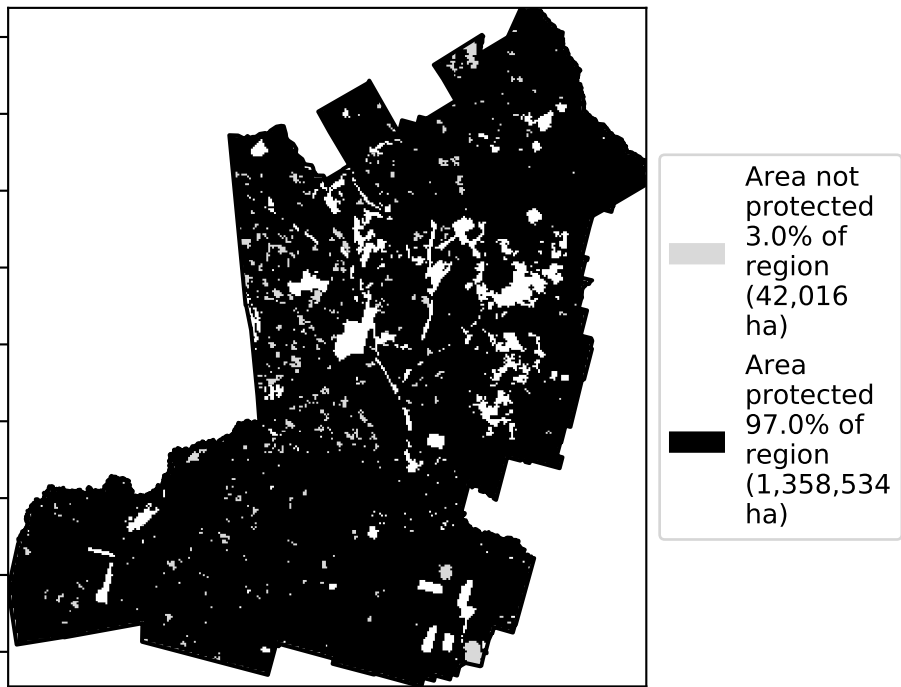 Area not
protected
3.0% of
region
(42,016
ha)
Area
protected
97.0% of
region
(1,358,534
ha)